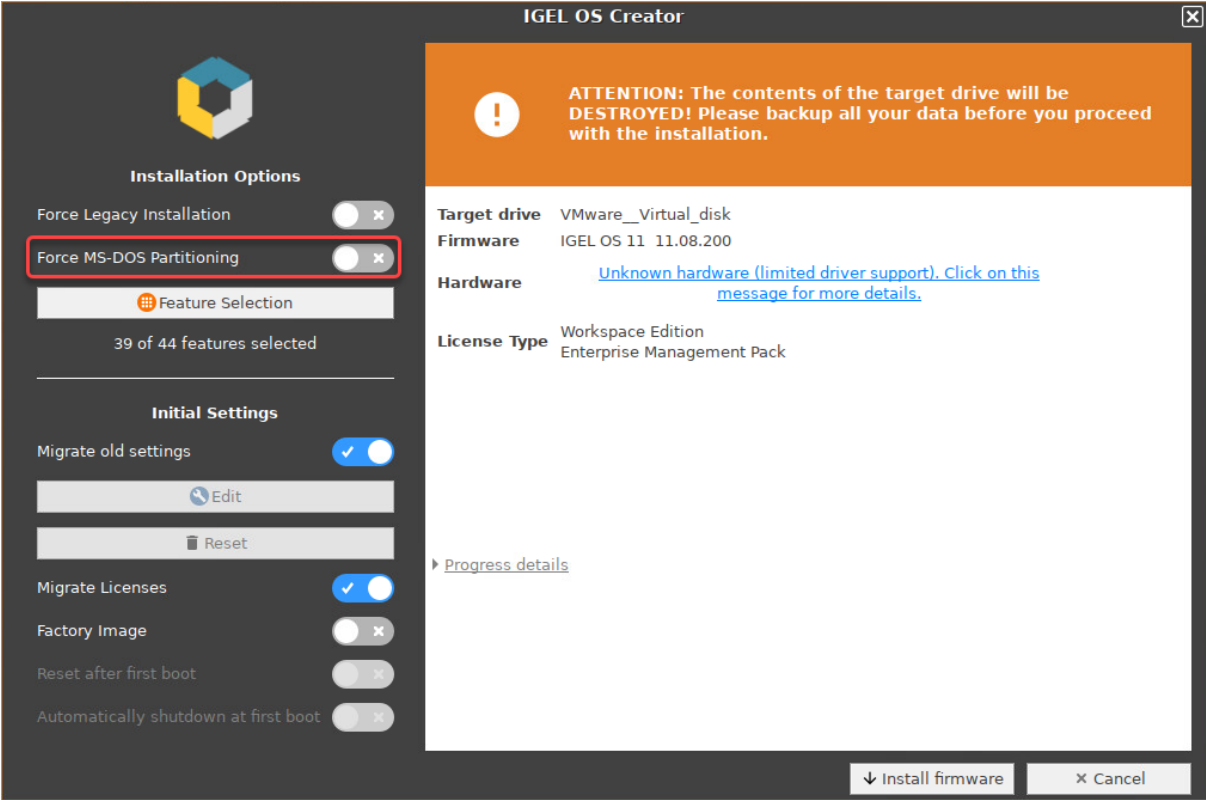 IGEL OS Creator
Installation Options
Force Legacy Installation
Force MS-DOS Partitioning
Feature Selection
39 of 44 features selected
Initial Settings
Migrate old settings
Edit
Reset
Migrate Licenses
Factory Image
Reset after first boot
Automatically shutdown at first boot
ATTENTION: The contents of the target drive will be
DESTROYED! Please backup all your data before you proceed
with the installation.
Target drive VMware__Virtual_disk
Firmware IGEL OS 11 11.08.200
Hardware Unknown hardware (limited driver support). Click on this
message for more details.
License Type Workspace Edition
Enterprise Management Pack
Progress details
Install firmware
Cancel